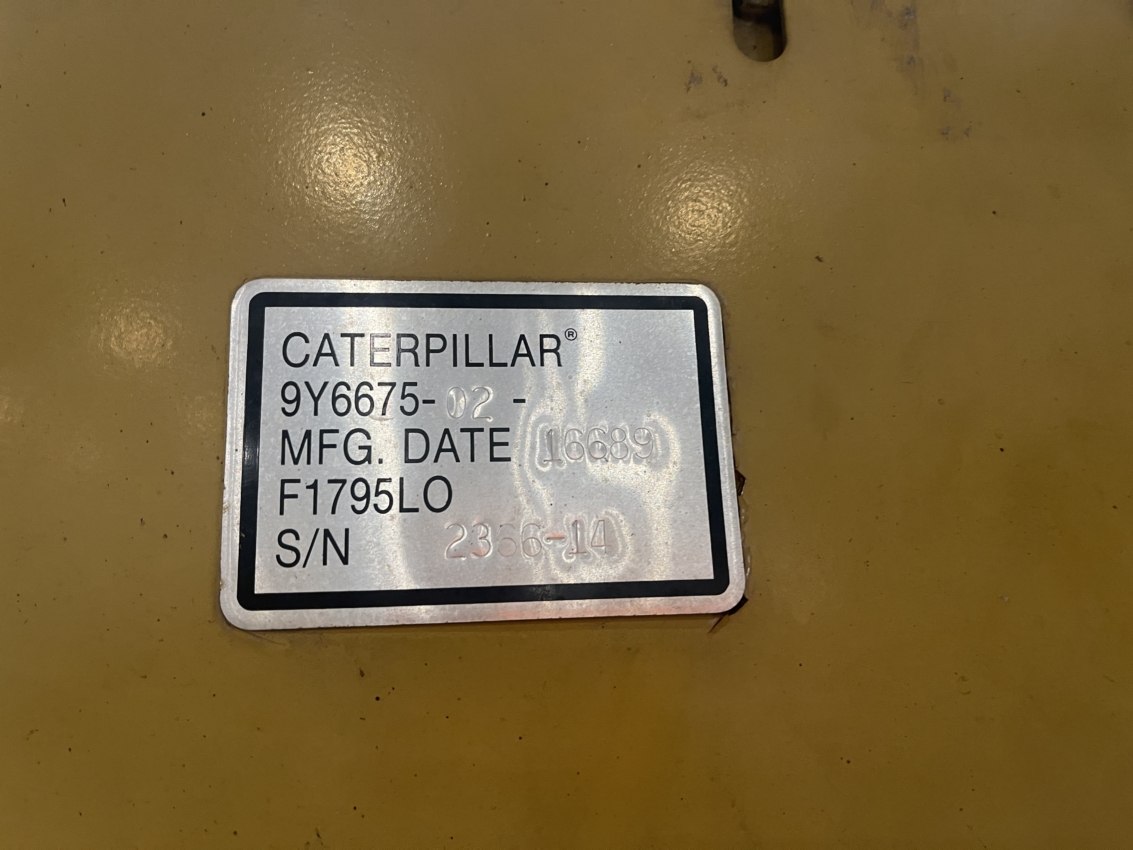 CATERPILLAR®
9Y6675-02 -
MFG. DATE 16689
F1795LO
S/N 2366-14